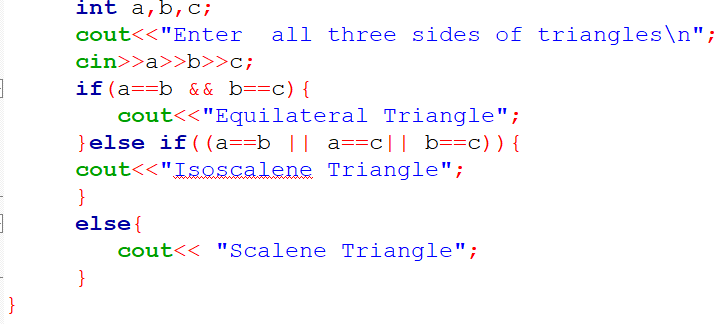 int a,b,c;
cout<<"Enter  all three sides of triangles\n";
cin>>a>>b>>c;
if(a==b && b==c){
cout<<"Equilateral Triangle";
}else if((a==b || a==c|| b==c)){
cout<<"Isoscalene Triangle";
}
else{
cout<< "Scalene Triangle";
}
}